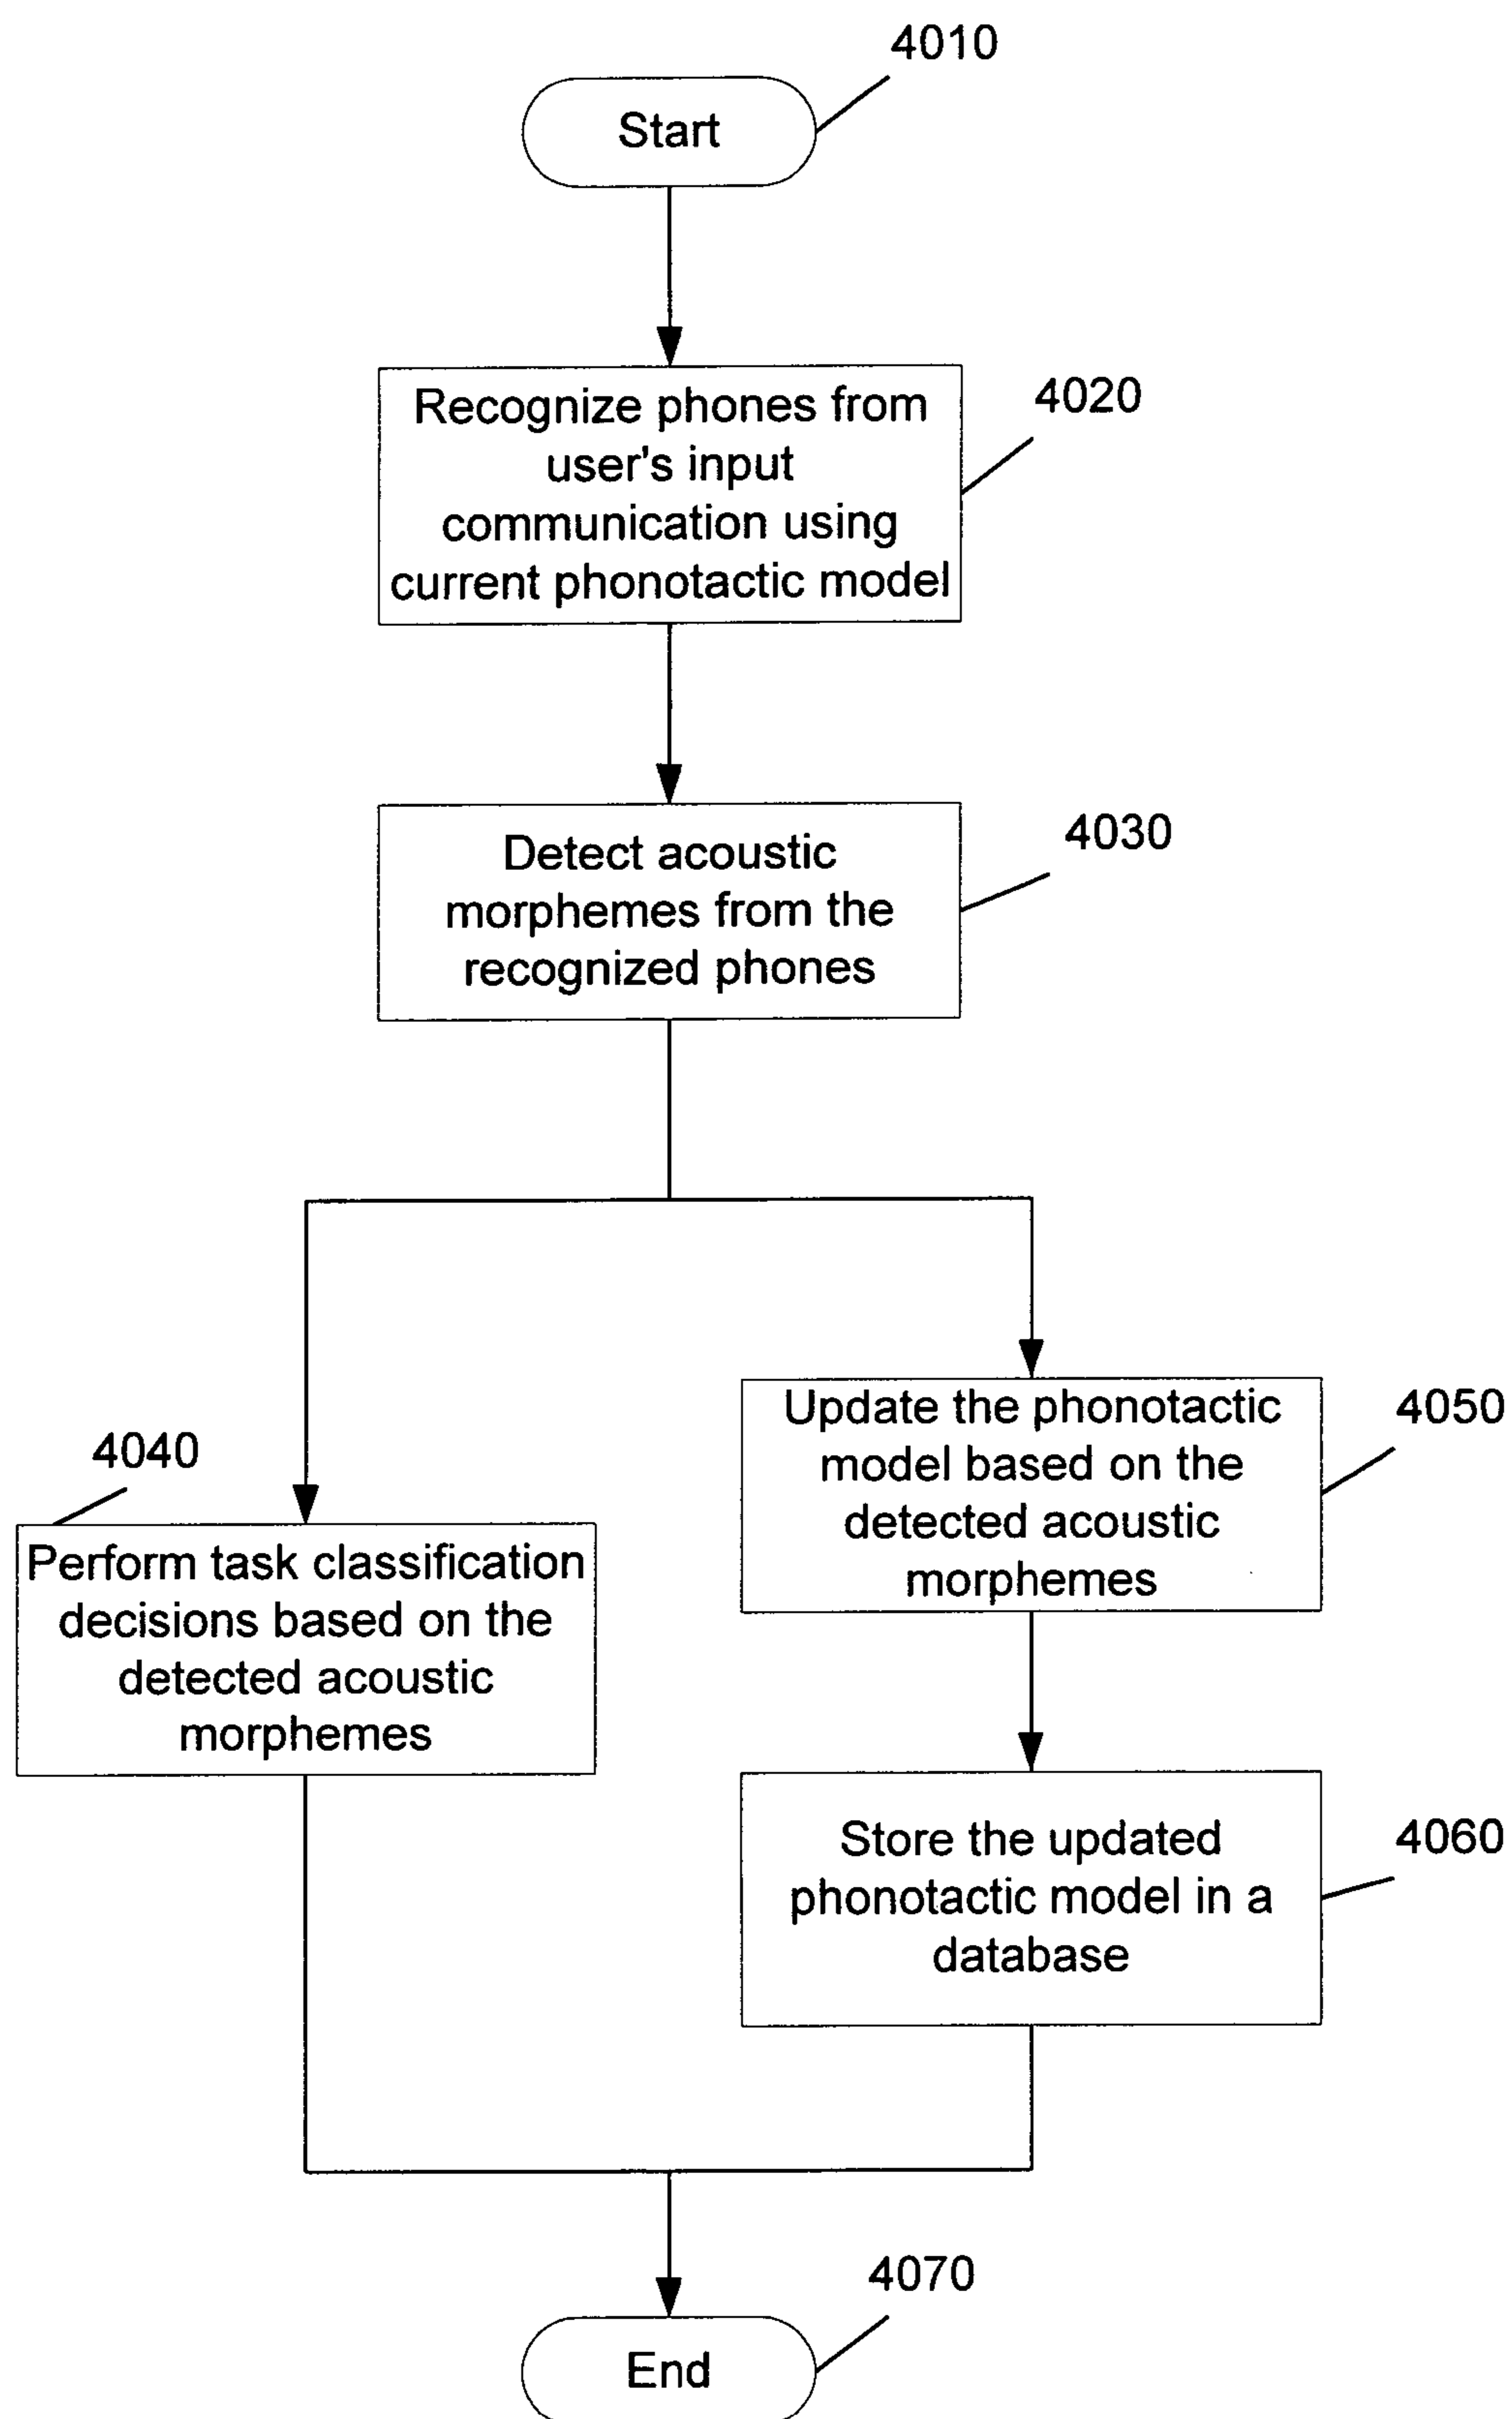 4010
Start
4020
Recognize phones from
user's input
communication using
current phonotactic model
4030
Detect acoustic
morphemes from the
recognized phones
4040
Perform task classification
decisions based on the
detected acoustic
morphemes
4050
Update the phonotactic
model based on the
detected acoustic
morphemes
4060
Store the updated
phonotactic model in a
database
4070
End